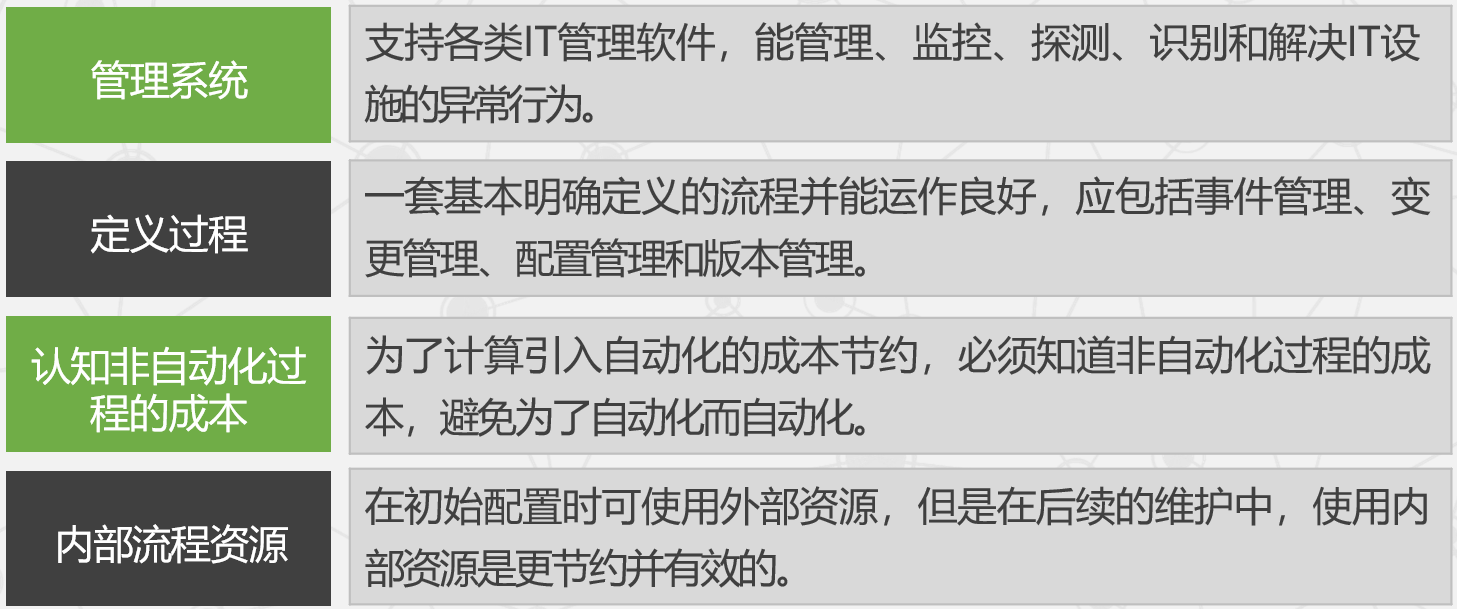 管理系统
支持各类IT管理软件，能管理、监控、探测、识别和解决IT设
施的异常行为。
定义过程
一套基本明确定义的流程并能运作良好，应包括事件管理、变
更管理、配置管理和版本管理。
认知非自动化过
程的成本
为了计算引入自动化的成本节约，必须知道非自动化过程的成
本，避免为了自动化而自动化。
内部流程资源
在初始配置时可使用外部资源，但是在后续的维护中，使用内
部资源是更节约并有效的。